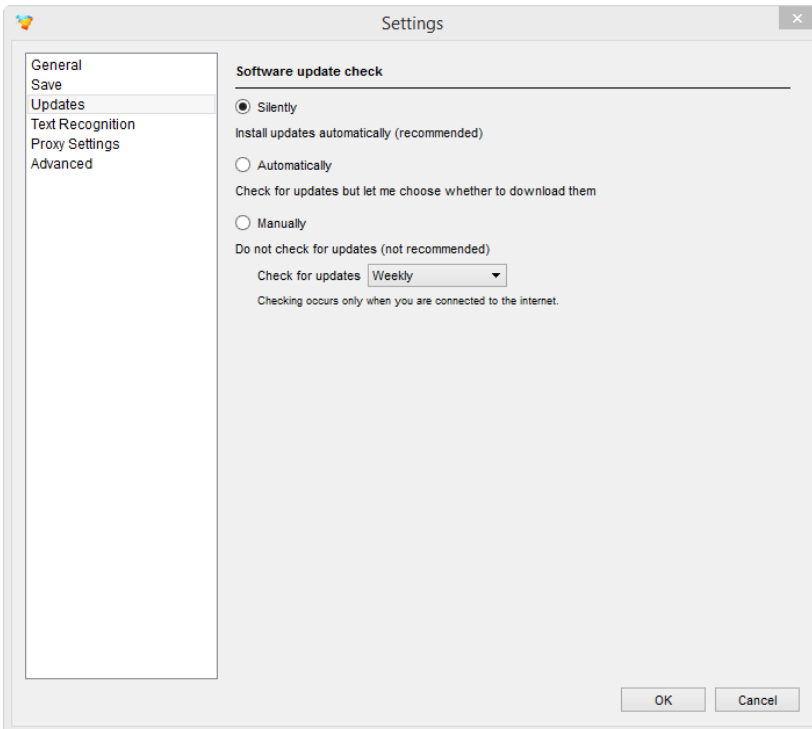 Settings
General
Save
Updates
Text Recognition
Proxy Settings
Advanced
Software update check
Silently
Install updates automatically (recommended)
Automatically
Check for updates but let me choose whether to download them
Manually
Do not check for updates (not recommended)
Check for updates Weekly
Checking occurs only when you are connected to the internet.
OK Cancel